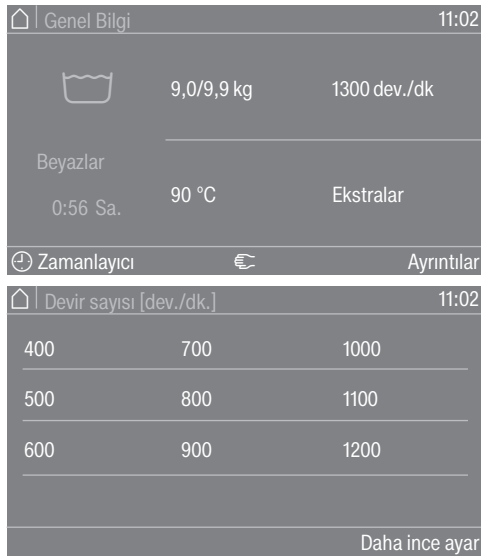 Genel Bilgi 11:02
9,0/9,9 kg 1300 dev./dk
Beyazlar
0:56 Sa.
90 °C Ekstralar
Zamanlayıcı Ayrıntılar
Devir sayısı [dev./dk.] 11:02
400 700 1000
500 800 1100
600 900 1200
Daha ince ayar